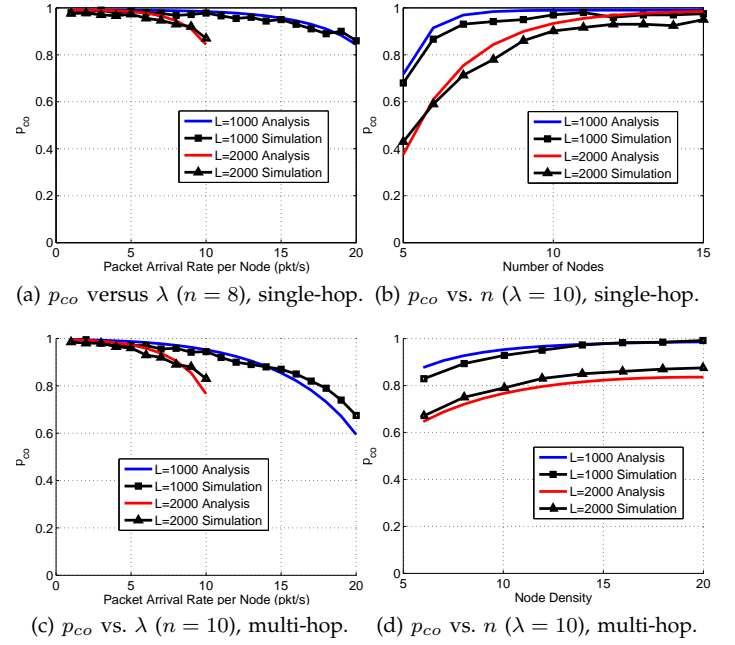 1
0.8
0.6
0.4
0.2
0
p_co
L=1000 Analysis
L=1000 Simulation
L=2000 Analysis
L=2000 Simulation
0 5 10 15 20
Packet Arrival Rate per Node (pkt/s)
(a) p_co versus λ (n = 8), single-hop.
1
0.8
0.6
0.4
0.2
0
p_co
L=1000 Analysis
L=1000 Simulation
L=2000 Analysis
L=2000 Simulation
5 10 15
Number of Nodes
(b) p_co vs. n (λ = 10), single-hop.
1
0.8
0.6
0.4
0.2
0
p_co
L=1000 Analysis
L=1000 Simulation
L=2000 Analysis
L=2000 Simulation
0 5 10 15 20
Packet Arrival Rate per Node (pkt/s)
(c) p_co vs. λ (n = 10), multi-hop.
1
0.8
0.6
0.4
0.2
0
p_co
L=1000 Analysis
L=1000 Simulation
L=2000 Analysis
L=2000 Simulation
5 10 15 20
Node Density
(d) p_co vs. n (λ = 10), multi-hop.